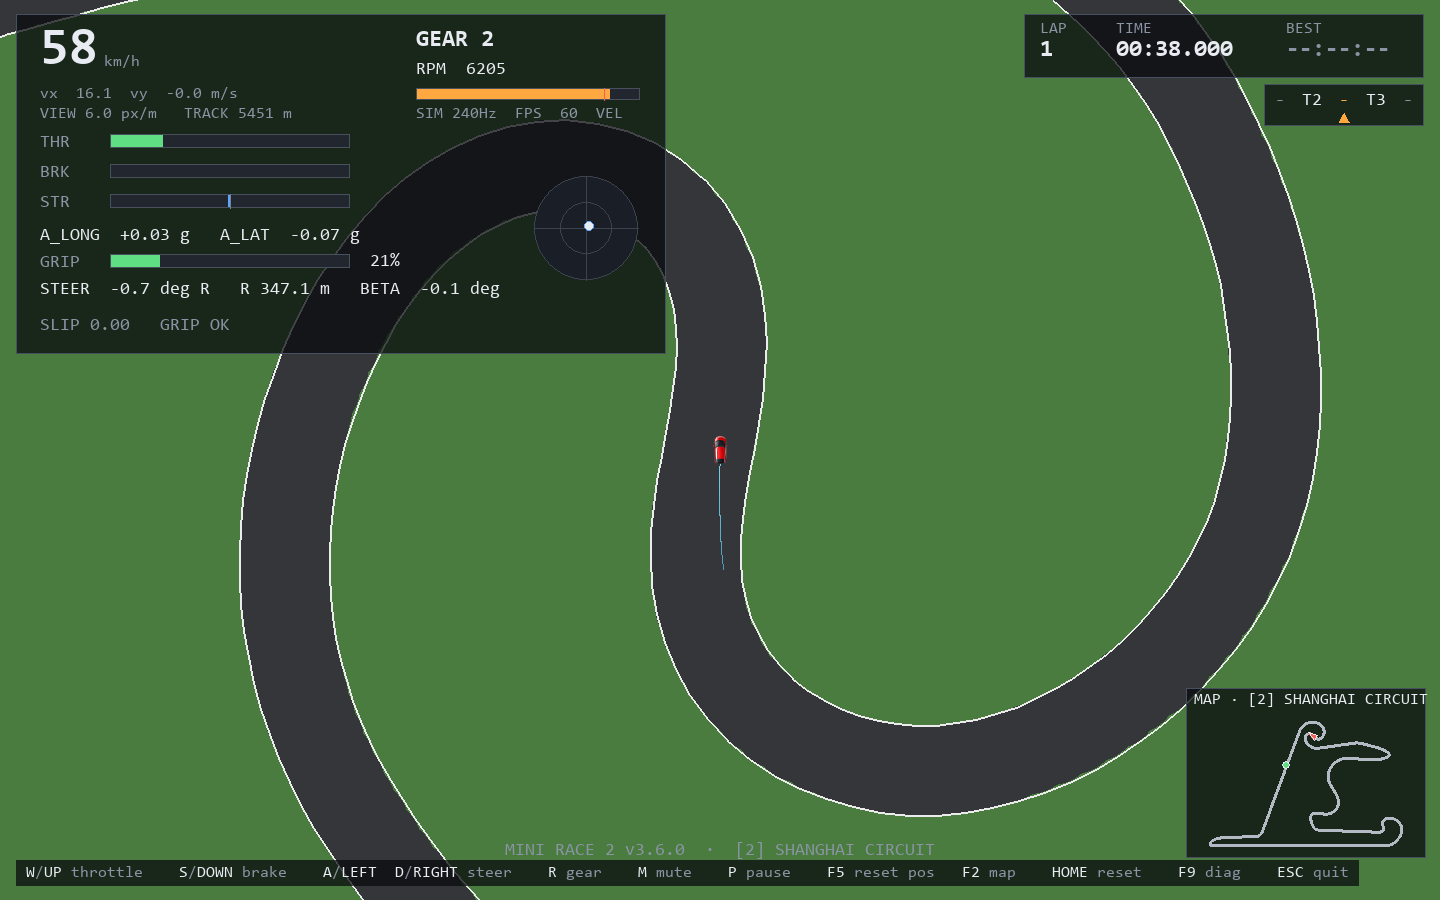 58 km/h
GEAR 2
RPM 6205
vx 16.1 vy -0.0 m/s
VIEW 6.0 px/m TRACK 5451 m
SIM 240Hz FPS 60 VEL
THR
BRK
STR
A_LONG +0.03 g A_LAT -0.07 g
GRIP 21%
STEER -0.7 deg R R 347.1 m BETA -0.1 deg
SLIP 0.00 GRIP OK
LAP TIME BEST
1 00:38.000 --:--:--
- T2 - T3 -
MAP · [2] SHANGHAI CIRCUIT
MINI RACE 2 v3.6.0 · [2] SHANGHAI CIRCUIT
W/UP throttle S/DOWN brake A/LEFT D/RIGHT steer R gear M mute P pause F5 reset pos F2 map HOME reset F9 diag ESC quit